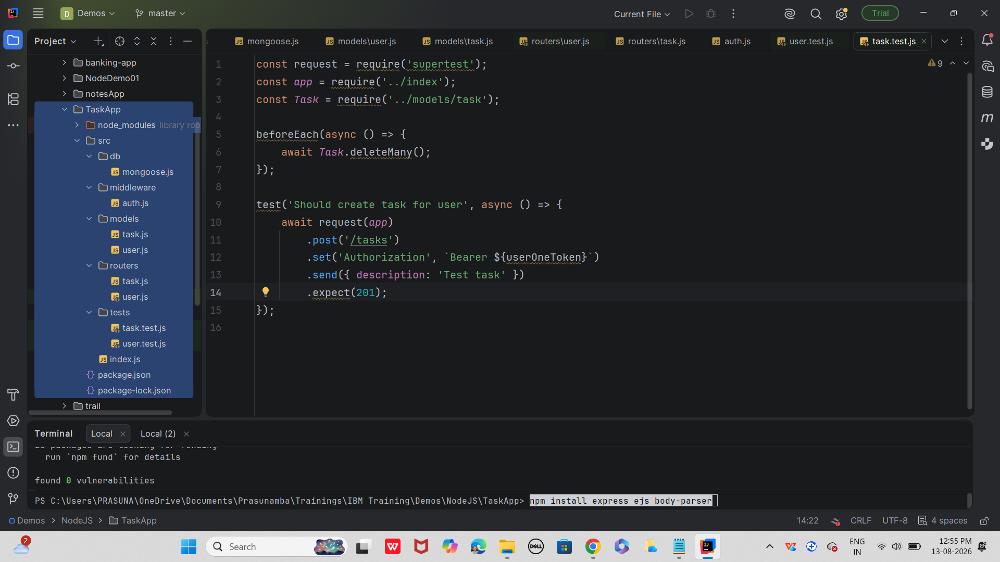 D Demos
master
Current File
Trial
Project
mongoose.js
models\user.js
models\task.js
routers\user.js
routers\task.js
auth.js
user.test.js
task.test.js
banking-app
NodeDemo01
notesApp
TaskApp
node_modules library roo
src
db
mongoose.js
middleware
auth.js
models
task.js
user.js
routers
task.js
user.js
tests
task.test.js
user.test.js
index.js
package.json
package-lock.json
trail
9
1 const request = require('supertest');
2 const app = require('../index');
3 const Task = require('../models/task');
4
5 beforeEach(async () => {
6 await Task.deleteMany();
7 });
8
9 test('Should create task for user', async () => {
10 await request(app)
11 .post('/tasks')
12 .set('Authorization', `Bearer ${userOneToken}`)
13 .send({ description: 'Test task' })
14 .expect(201);
15 });
16
Terminal
Local
Local (2)
packages are looking for funding
run `npm fund` for details
found 0 vulnerabilities
PS C:\Users\PRASUNA\OneDrive\Documents\Prasunamba\Trainings\IBM Training\Demos\NodeJS\TaskApp> npm install express ejs body-parser
Demos > NodeJS > TaskApp
14:22
CRLF
UTF-8
4 spaces
2
Search
DELL
ENG
IN
12:55 PM
13-08-2026